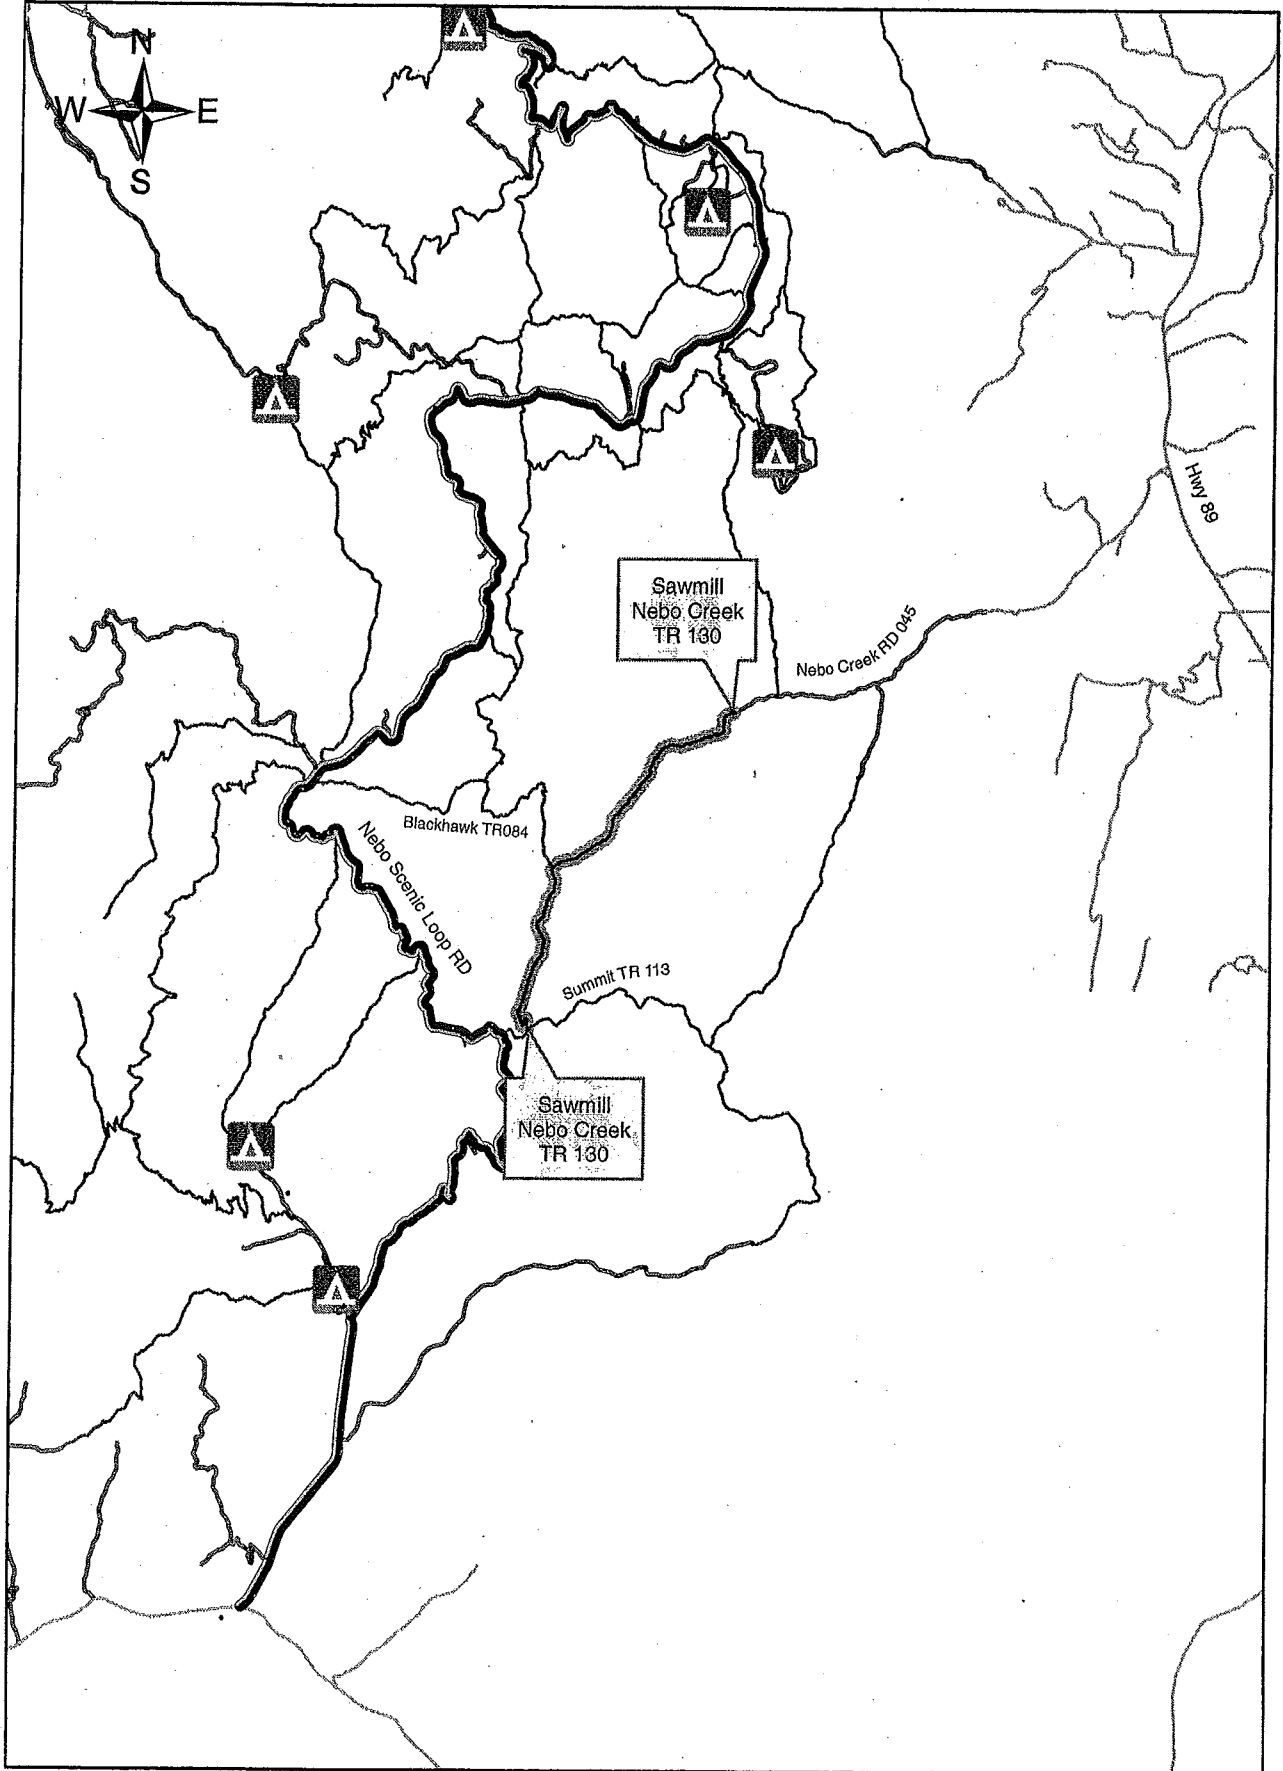 N
W E
S
Hwy 89
Sawmill
Nebo Creek
TR 130
Nebo Creek RD 045
Blackhawk TR084
Nebo Scenic Loop RD
Summit TR 113
Sawmill
Nebo Creek
TR 130